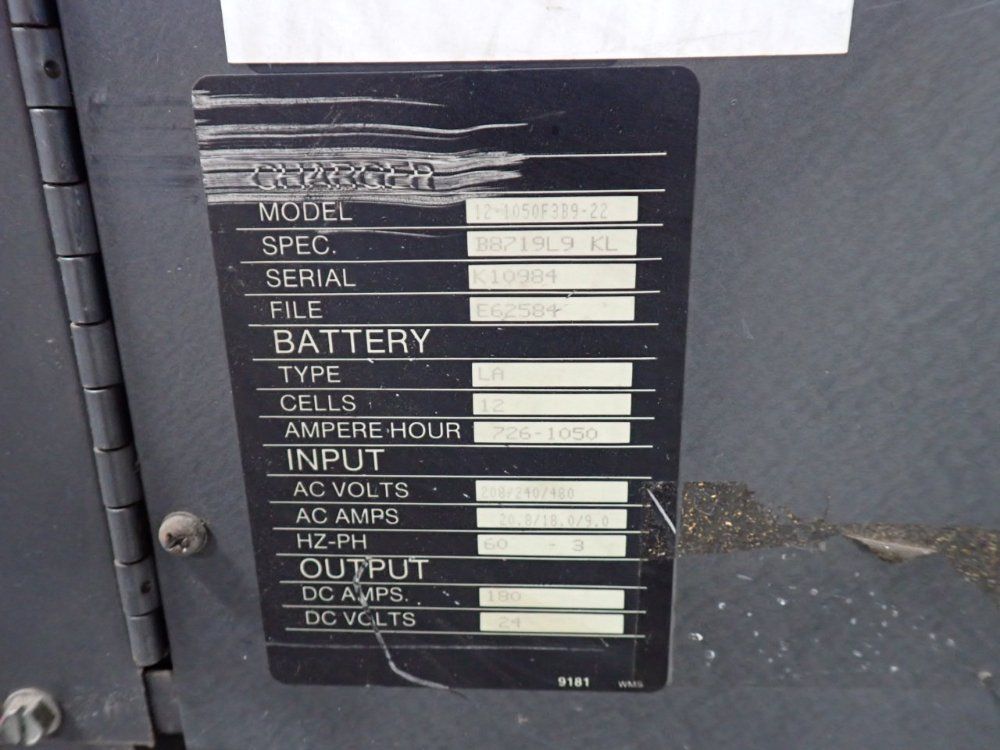 CHARGER
MODEL 12-1050F3B9-22
SPEC. B8719L9 KL
SERIAL K10984
FILE E62584
BATTERY
TYPE LA
CELLS 12
AMPERE HOUR 726-1050
INPUT
AC VOLTS 208/240/480
AC AMPS 20.8/18.0/9.0
HZ-PH 60 - 3
OUTPUT
DC AMPS. 180
DC VOLTS 24
9181 WMS